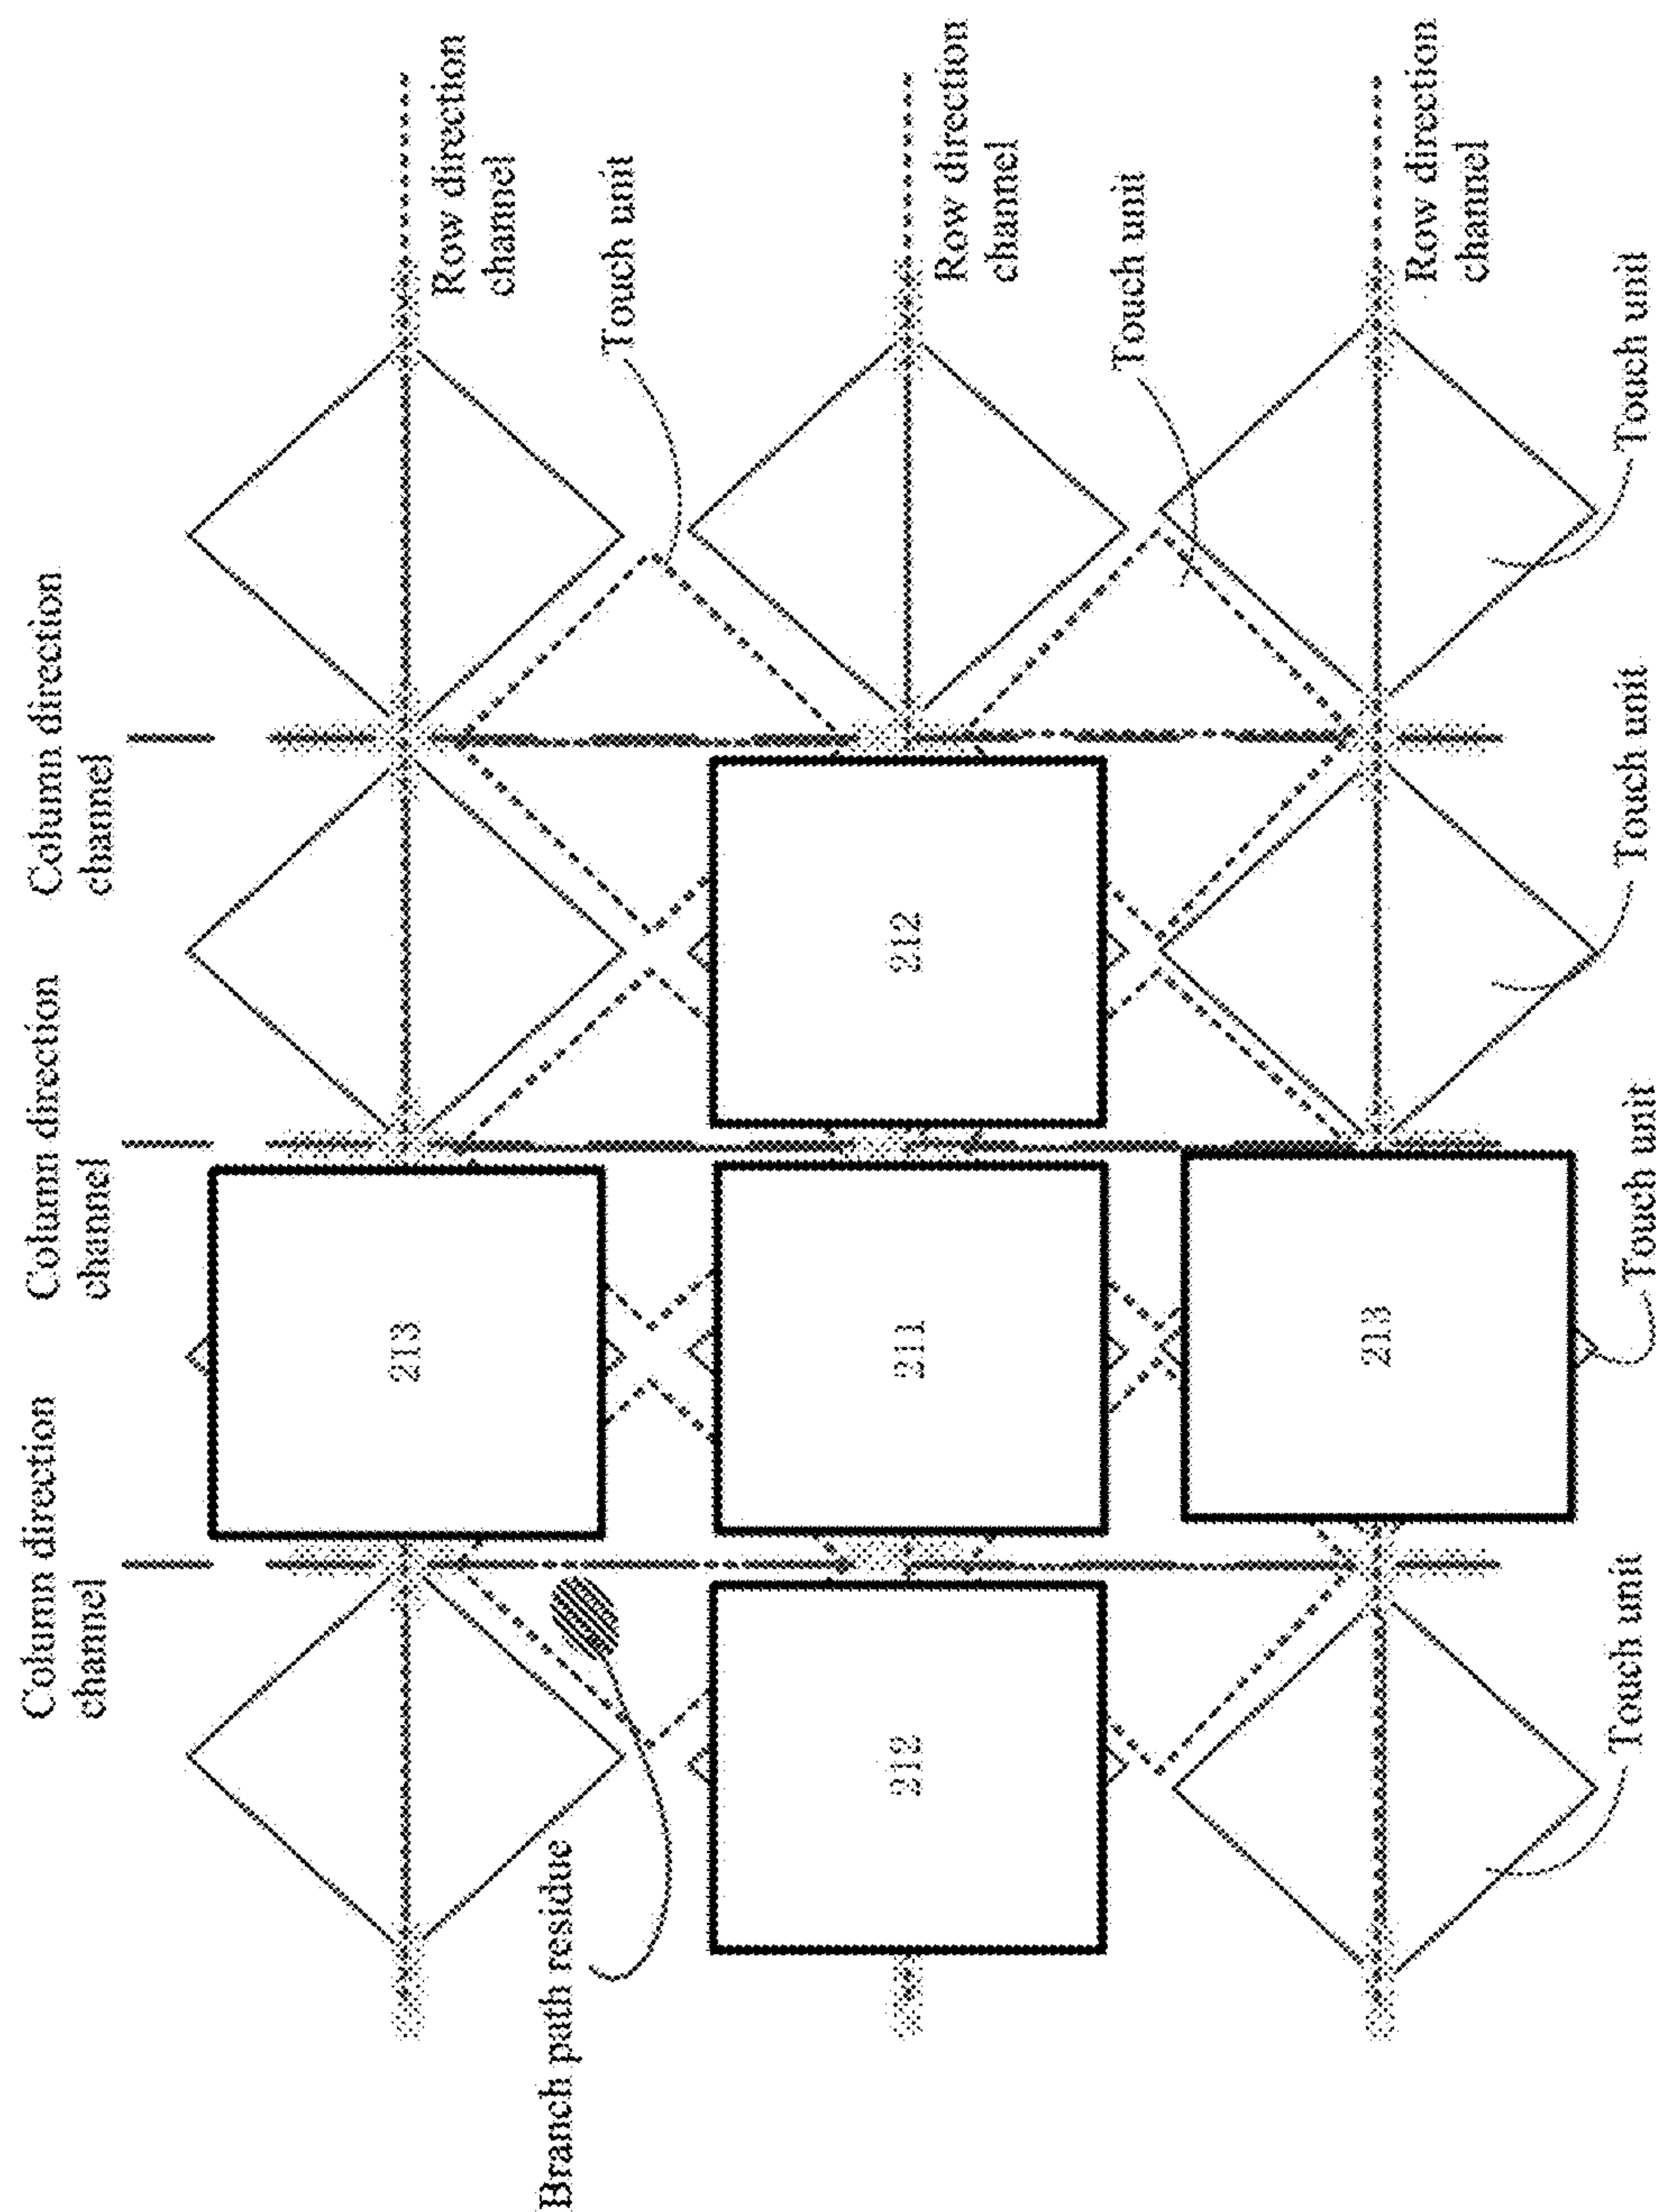 Column direction
channel
Column direction
channel
Column direction
channel
213
Row direction
channel
Branch path residue
Touch unit
212
211
212
Row direction
channel
Touch unit
213
Row direction
channel
Touch unit
Touch unit
Touch unit
Touch unit